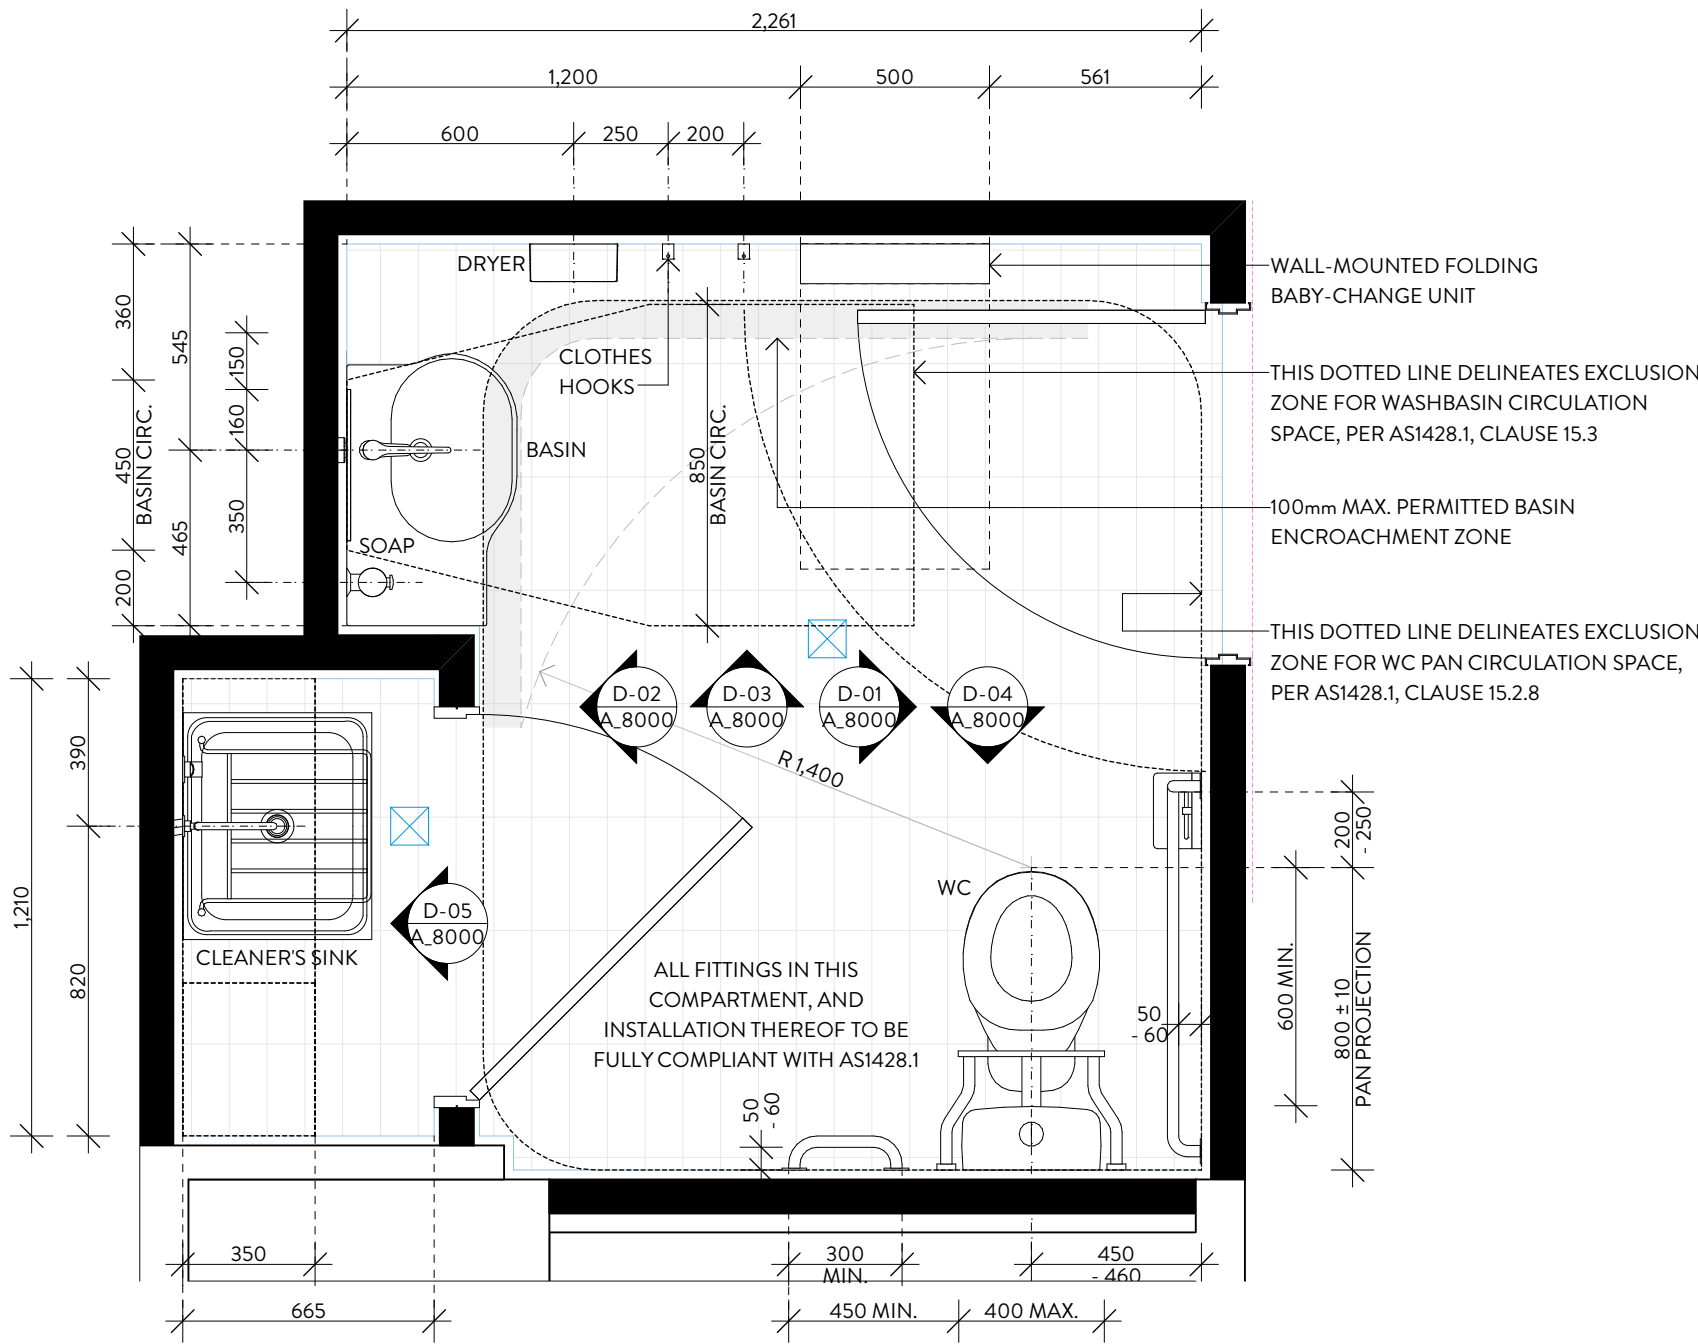 2,261
1,200
500
561
600
250
200
DRYER
WALL-MOUNTED FOLDING
BABY-CHANGE UNIT
360
545
150
CLOTHES
HOOKS
THIS DOTTED LINE DELINEATES EXCLUSION
ZONE FOR WASHBASIN CIRCULATION
SPACE, PER AS1428.1, CLAUSE 15.3
160
450
BASIN CIRC.
BASIN
850
BASIN CIRC.
350
465
100mm MAX. PERMITTED BASIN
ENCROACHMENT ZONE
SOAP
200
THIS DOTTED LINE DELINEATES EXCLUSION
ZONE FOR WC PAN CIRCULATION SPACE,
PER AS1428.1, CLAUSE 15.2.8
D-02
A_8000
D-03
A_8000
D-01
A_8000
D-04
A_8000
390
R 1,400
200
- 250
1,210
WC
D-05
A_8000
CLEANER'S SINK
820
ALL FITTINGS IN THIS
COMPARTMENT, AND
INSTALLATION THEREOF TO BE
FULLY COMPLIANT WITH AS1428.1
600 MIN.
800 ± 10
PAN PROJECTION
50
- 60
50
- 60
350
300
MIN.
450
- 460
665
450 MIN.
400 MAX.